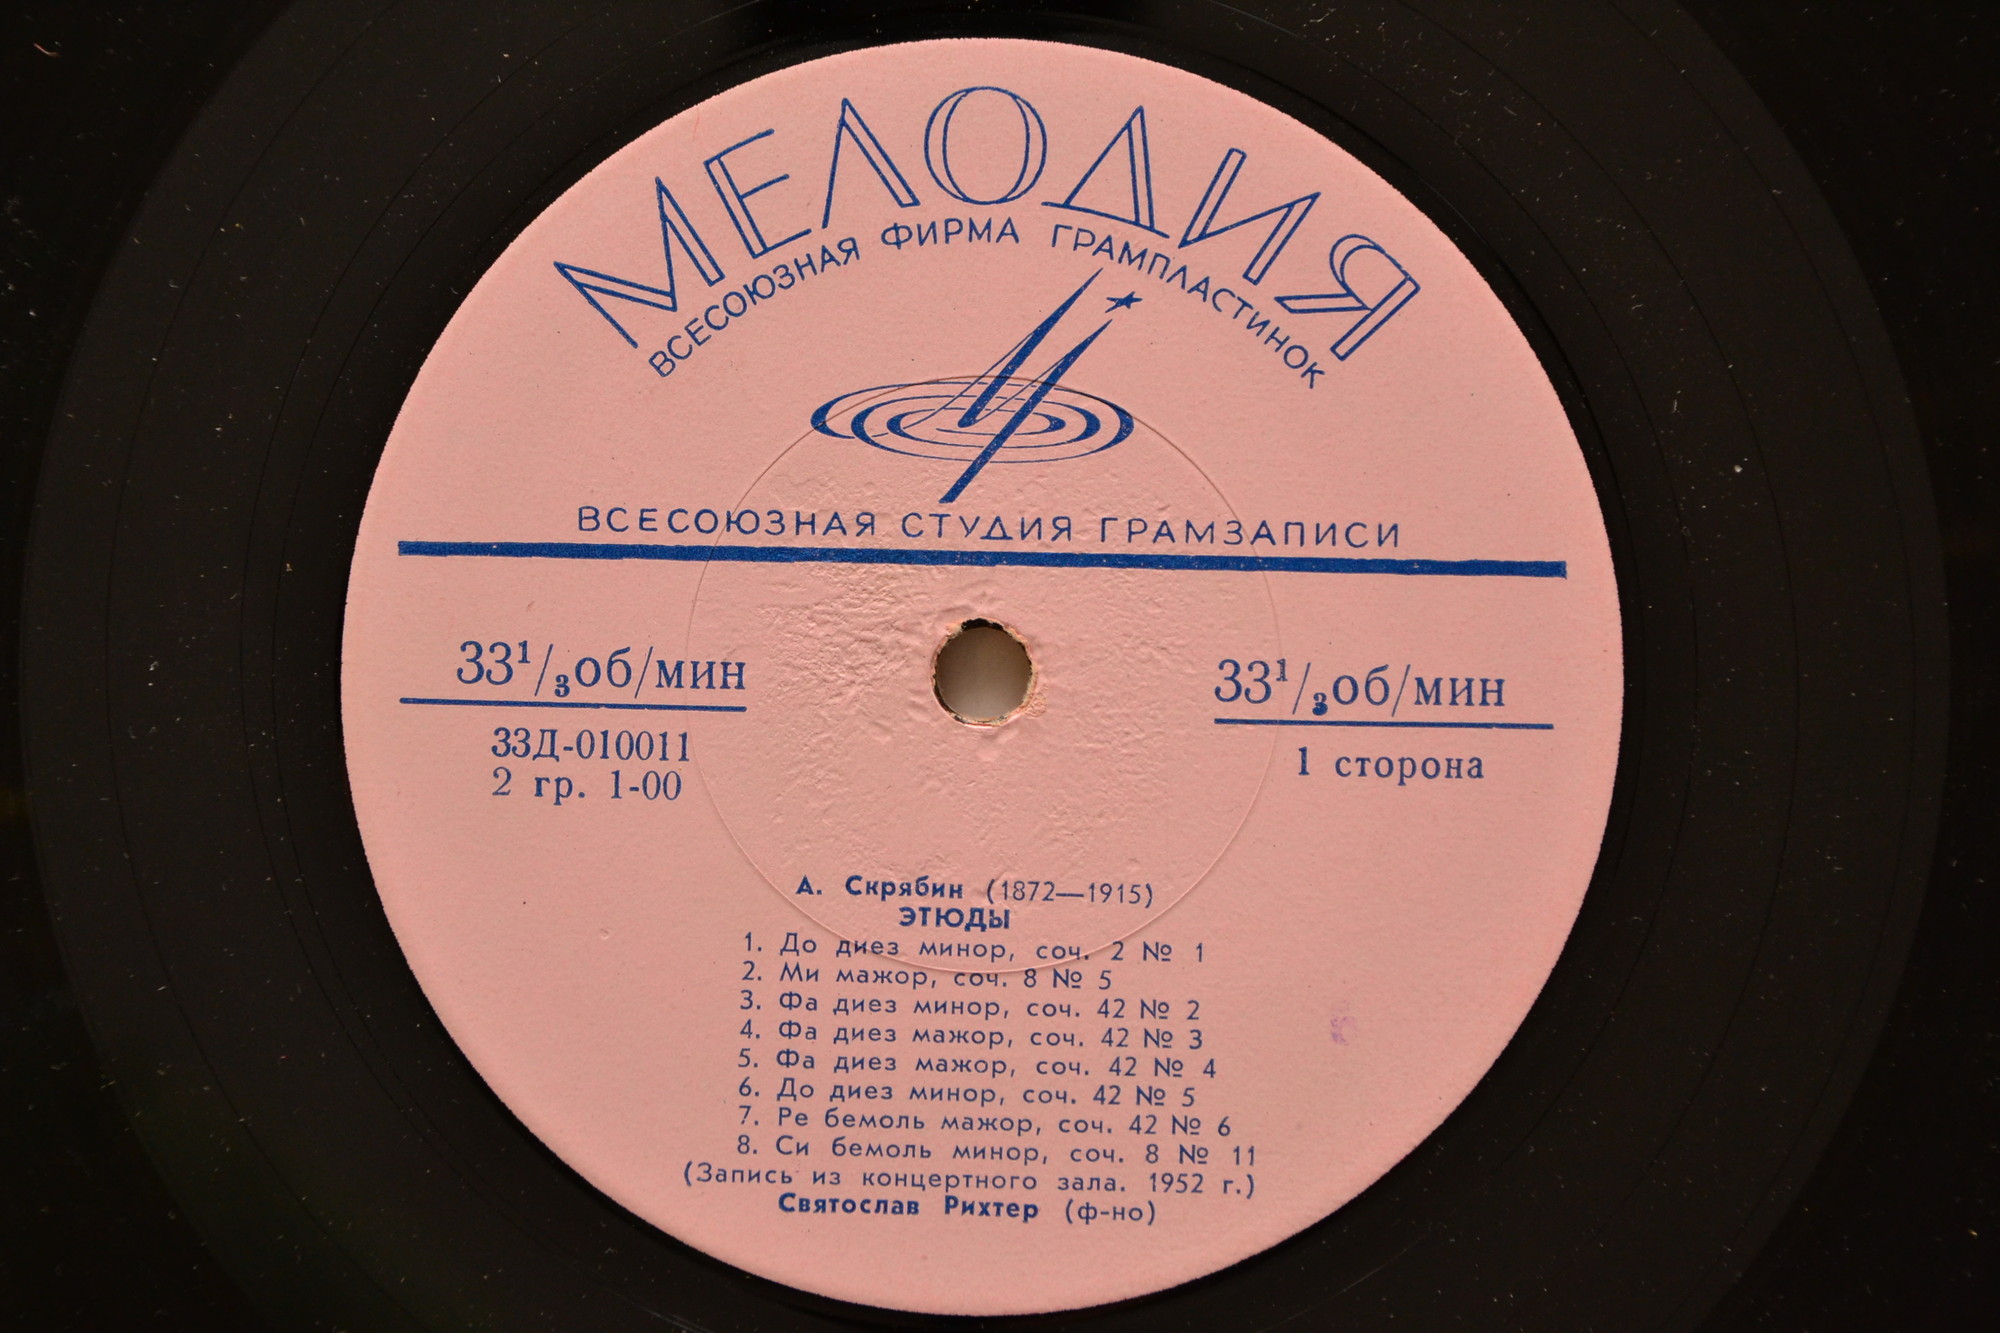 МЕЛОДИЯ
ВСЕСОЮЗНАЯ ФИРМА ГРАМПЛАСТИНОК
ВСЕСОЮЗНАЯ СТУДИЯ ГРАМЗАПИСИ
33¹/₃об/мин
33Д-010011
2 гр. 1-00
33¹/₃об/мин
1 сторона
А. Скрябин (1872—1915)
ЭТЮДЫ
1. До диез минор, соч. 2 № 1
2. Ми мажор, соч. 8 № 5
3. Фа диез минор, соч. 42 № 2
4. Фа диез мажор, соч. 42 № 3
5. Фа диез мажор, соч. 42 № 4
6. До диез минор, соч. 42 № 5
7. Ре бемоль мажор, соч. 42 № 6
8. Си бемоль минор, соч. 8 № 11
(Запись из концертного зала. 1952 г.)
Святослав Рихтер (ф-но)